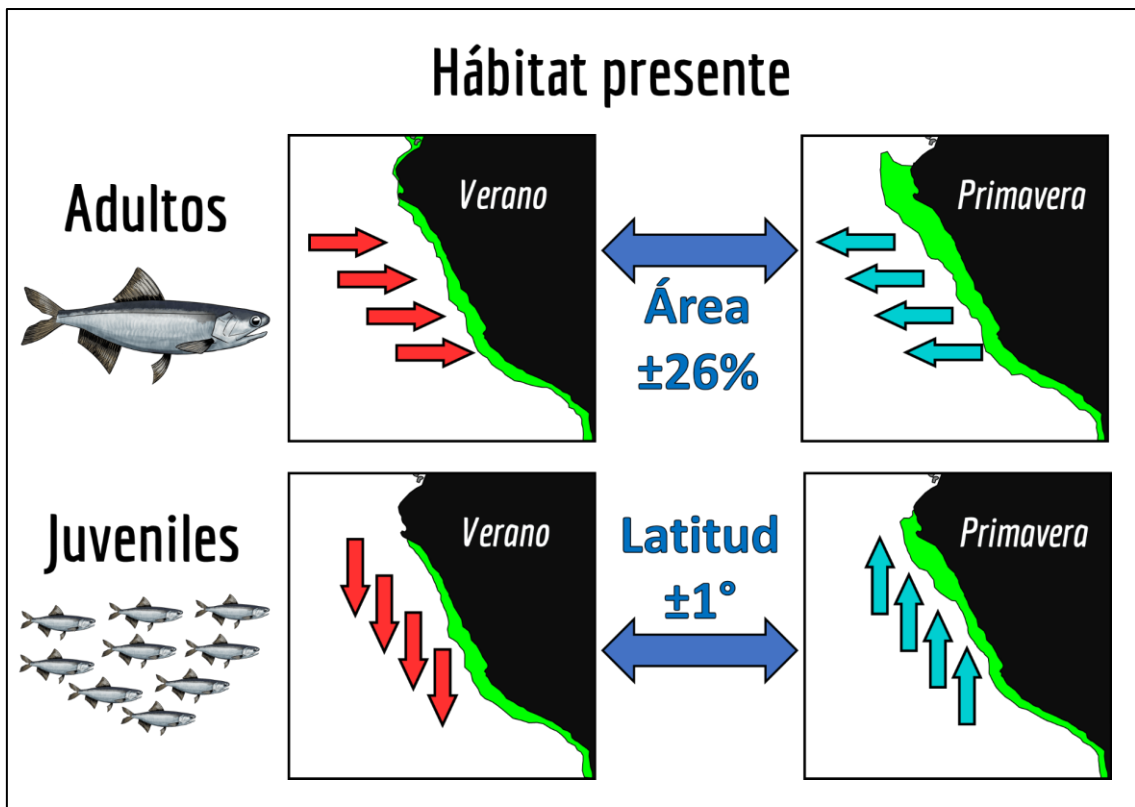 Hábitat presente
Adultos
Verano
Área
±26%
Primavera
Juveniles
Verano
Latitud
±1°
Primavera